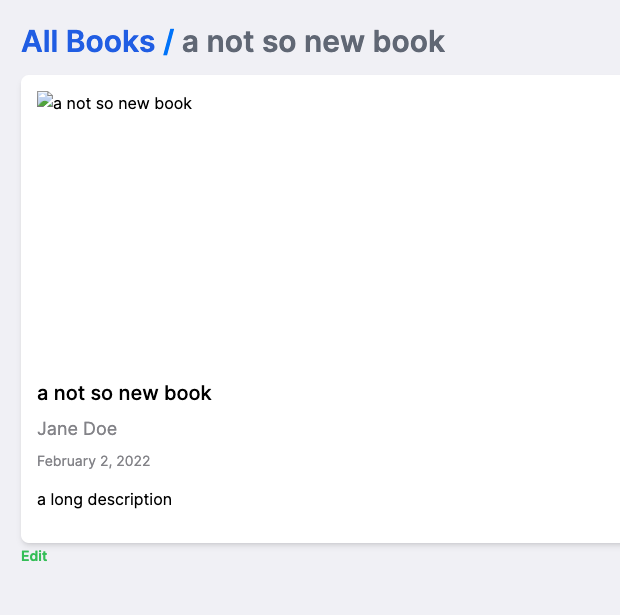 All Books / a not so new book
a not so new book
a not so new book
Jane Doe
February 2, 2022
a long description
Edit